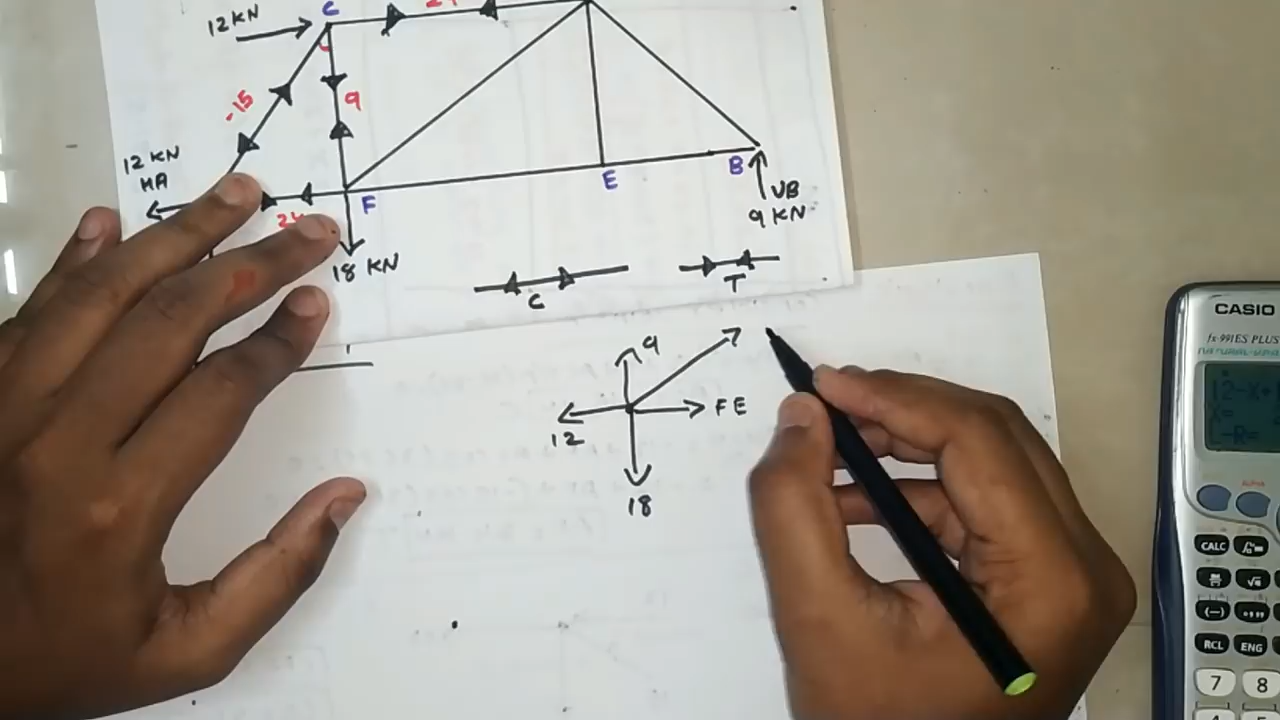 12 KN
C
-15
9
12 KN
HA
F
E
B
VB
9 KN
18 KN
C
T
9
FE
12
18
CASIO
fx-991ES PLUS
ALPHA
CALC
RCL
ENG
7
8